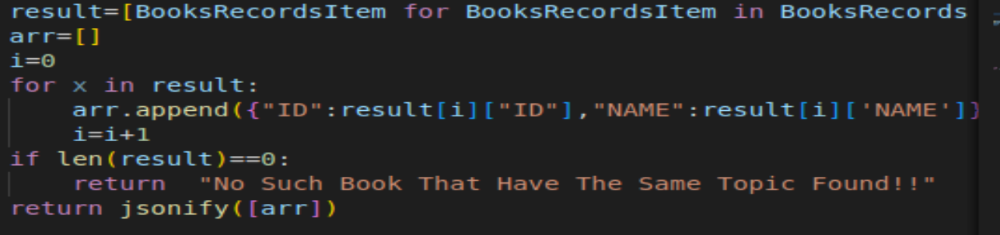 result=[BooksRecordsItem for BooksRecordsItem in BooksRecords
arr=[]
i=0
for x in result:
    arr.append({"ID":result[i]["ID"],"NAME":result[i]['NAME']}
    i=i+1
if len(result)==0:
    return  "No Such Book That Have The Same Topic Found!!"
return jsonify([arr])